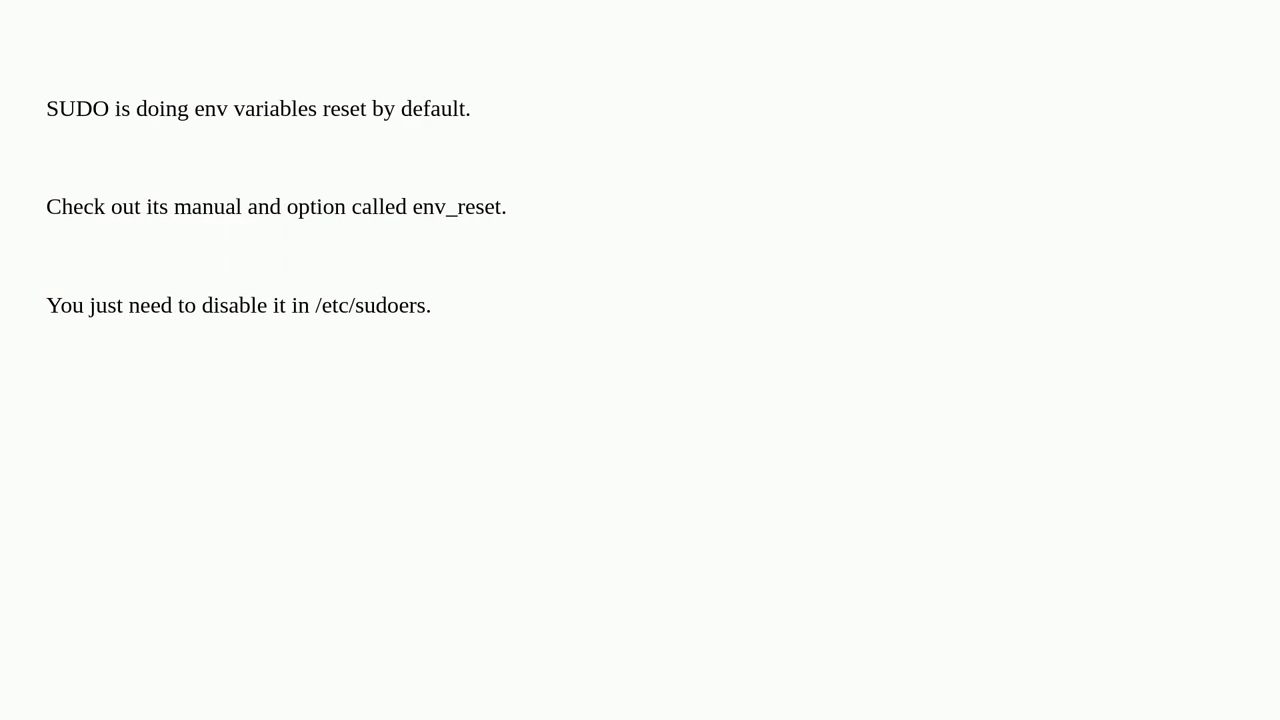 SUDO is doing env variables reset by default.
Check out its manual and option called env_reset.
You just need to disable it in /etc/sudoers.